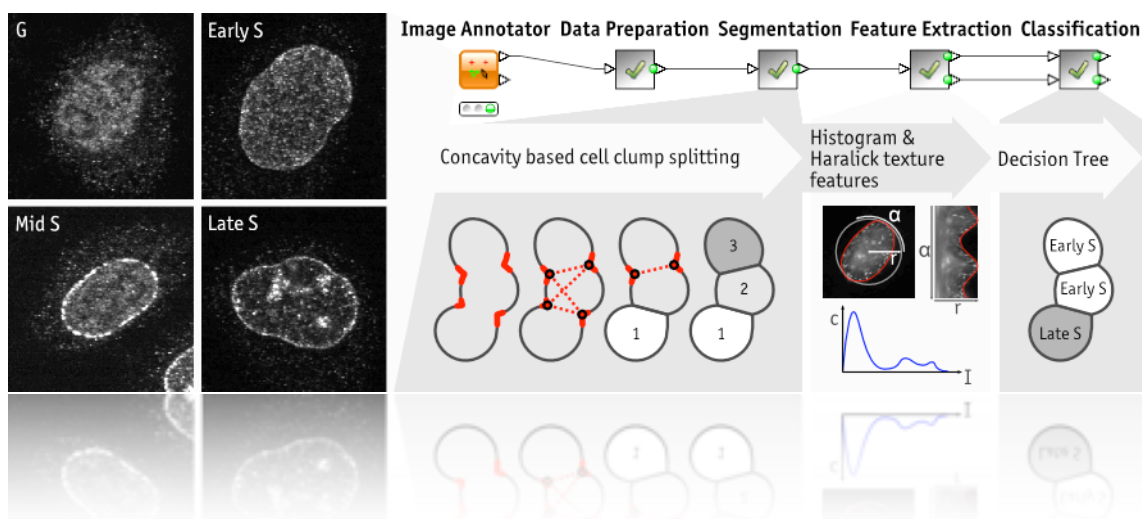 G
Early S
Mid S
Late S
Image Annotator
Data Preparation
Segmentation
Feature Extraction
Classification
Concavity based cell clump splitting
Histogram &
Haralick texture
features
Decision Tree
3
2
1
1
α
r
α
r
C
I
Early S
Early S
Late S